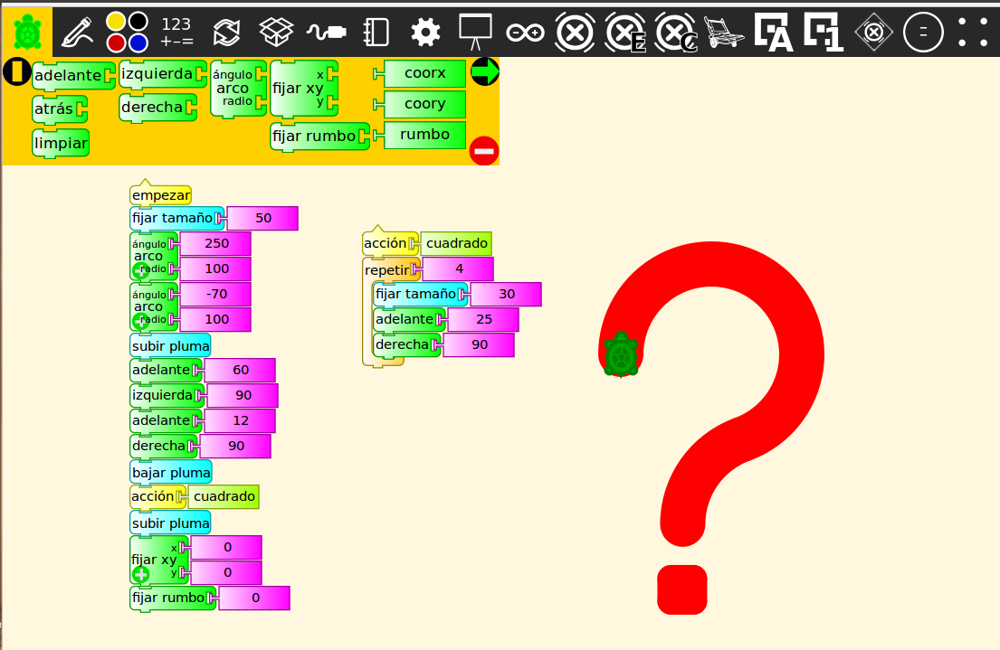 123
+-=
E
C
A
1
adelante
izquierda
ángulo
arco
radio
fijar xy
x
y
coorx
atrás
derecha
coory
limpiar
fijar rumbo
rumbo
empezar
fijar tamaño 50
ángulo 250
arco
radio 100
ángulo -70
arco
radio 100
subir pluma
adelante 60
izquierda 90
adelante 12
derecha 90
bajar pluma
acción cuadrado
subir pluma
x 0
fijar xy
y 0
fijar rumbo 0
acción cuadrado
repetir 4
fijar tamaño 30
adelante 25
derecha 90
?